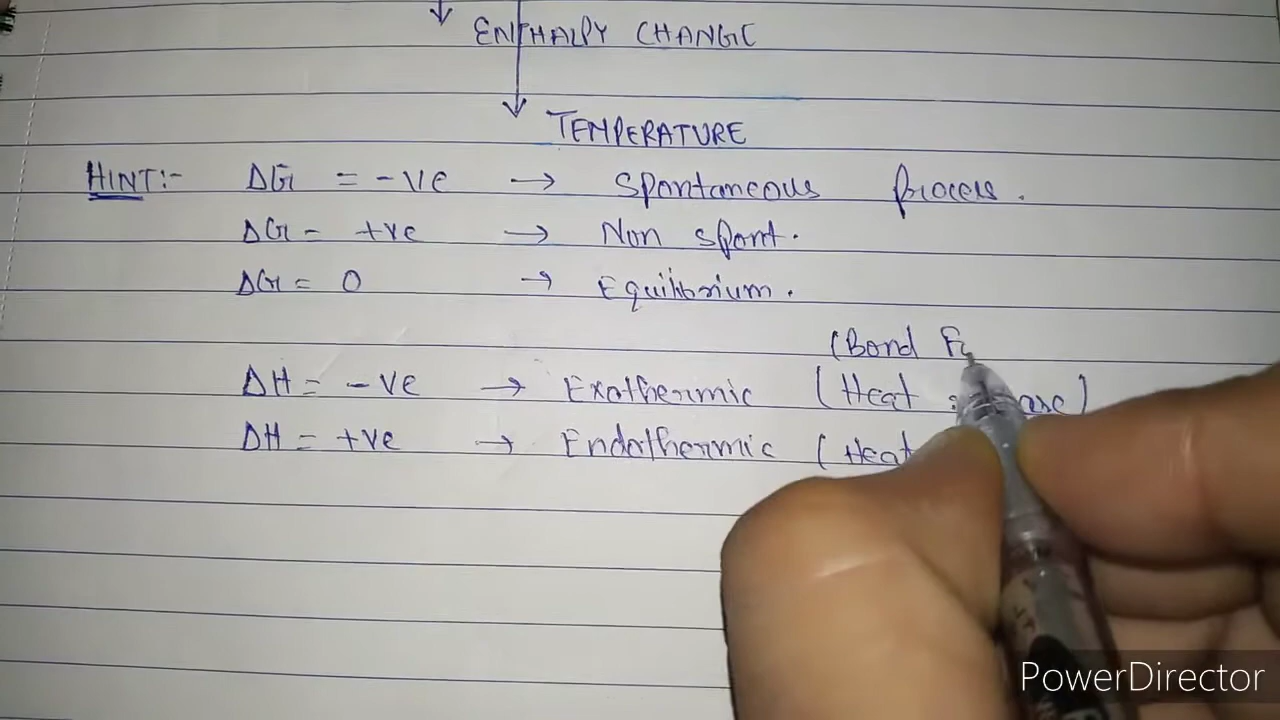 ENTHALPY CHANGE
TEMPERATURE
HINT:- ΔG = -ve → Spontaneous Process.
ΔG = +ve → Non spont.
ΔG = 0 → Equilibrium.
(Bond
ΔH = -ve → Exothermic (Heat
ΔH = +ve → Endothermic (Heat
PowerDirector